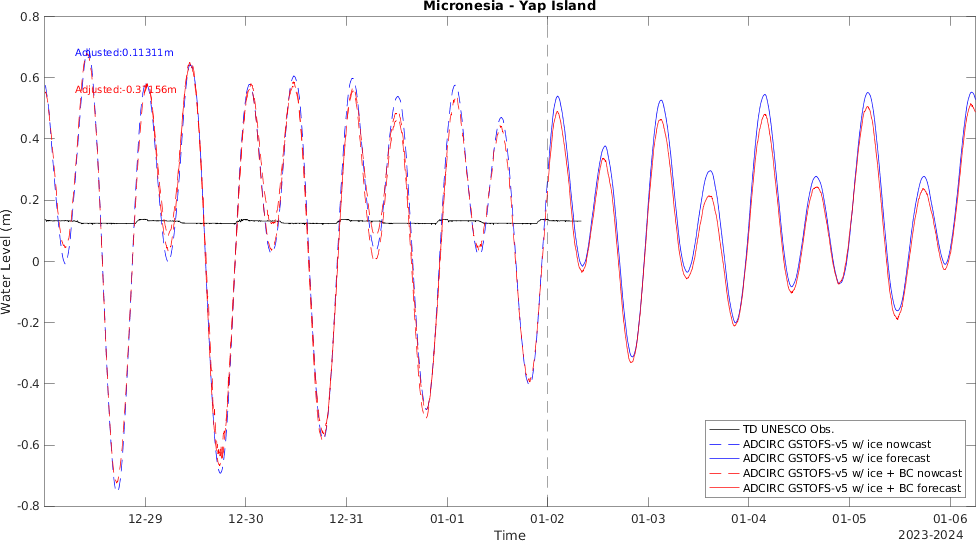 Micronesia - Yap Island
0.8
0.6
0.4
0.2
0
-0.2
-0.4
-0.6
-0.8
Water Level (m)
Adjusted:0.11311m
Adjusted:-0.37156m
TD UNESCO Obs.
ADCIRC GSTOFS-v5 w/ ice nowcast
ADCIRC GSTOFS-v5 w/ ice forecast
ADCIRC GSTOFS-v5 w/ ice + BC nowcast
ADCIRC GSTOFS-v5 w/ ice + BC forecast
12-29 12-30 12-31 01-01 01-02 01-03 01-04 01-05 01-06
Time
2023-2024